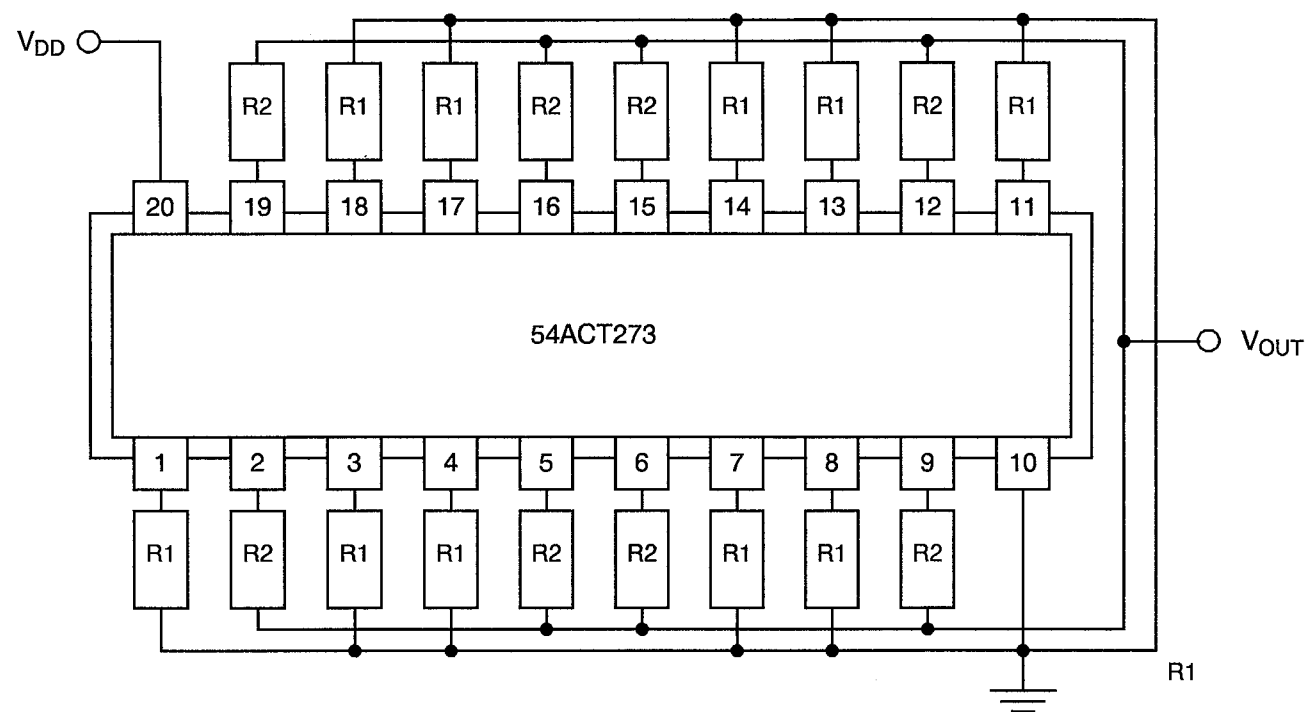 V_DD
R2 R1 R1 R2 R2 R1 R1 R2 R1
20 19 18 17 16 15 14 13 12 11
54ACT273
V_OUT
1 2 3 4 5 6 7 8 9 10
R1 R2 R1 R1 R2 R2 R1 R1 R2
R1